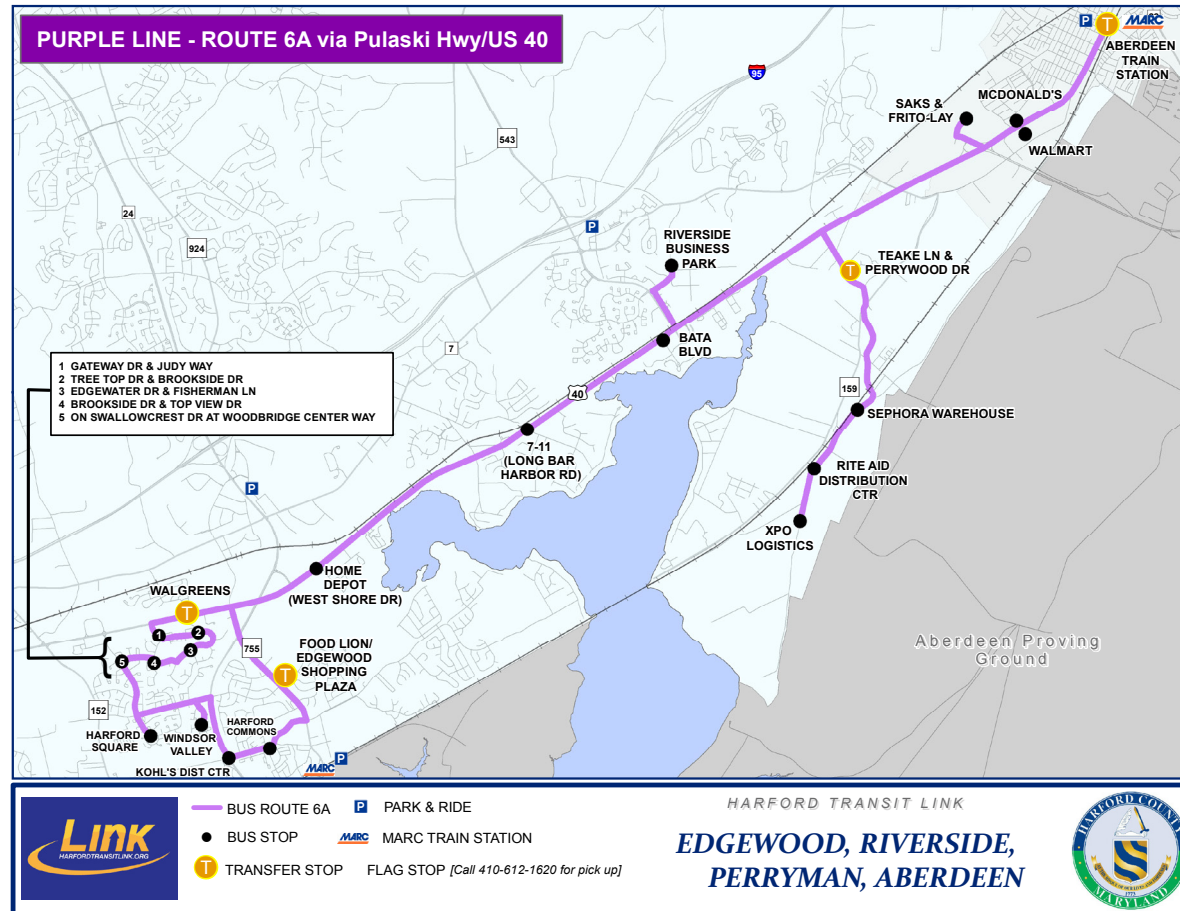 PURPLE LINE - ROUTE 6A via Pulaski Hwy/US 40
P
MARC
T
ABERDEEN
TRAIN
STATION
95
MCDONALD'S
SAKS &
FRITO-LAY
WALMART
543
24
924
P
RIVERSIDE
BUSINESS
PARK
TEAKE LN &
PERRYWOOD DR
T
BATA
BLVD
7
1 GATEWAY DR & JUDY WAY
2 TREE TOP DR & BROOKSIDE DR
3 EDGEWATER DR & FISHERMAN LN
4 BROOKSIDE DR & TOP VIEW DR
5 ON SWALLOWCREST DR AT WOODBRIDGE CENTER WAY
40
159
SEPHORA WAREHOUSE
7-11
(LONG BAR
HARBOR RD)
RITE AID
DISTRIBUTION
CTR
P
XPO
LOGISTICS
HOME
DEPOT
(WEST SHORE DR)
WALGREENS
T
1
2
3
4
5
755
FOOD LION/
EDGEWOOD
SHOPPING
PLAZA
T
Aberdeen Proving
Ground
152
HARFORD
SQUARE
WINDSOR
VALLEY
HARFORD
COMMONS
KOHL'S DIST CTR
MARC
P
Link
HARFORDTRANSITLINK.ORG
BUS ROUTE 6A
P PARK & RIDE
BUS STOP
MARC MARC TRAIN STATION
T TRANSFER STOP
FLAG STOP [Call 410-612-1620 for pick up]
HARFORD TRANSIT LINK
EDGEWOOD, RIVERSIDE,
PERRYMAN, ABERDEEN
HARFORD COUNTY
MARYLAND
1773